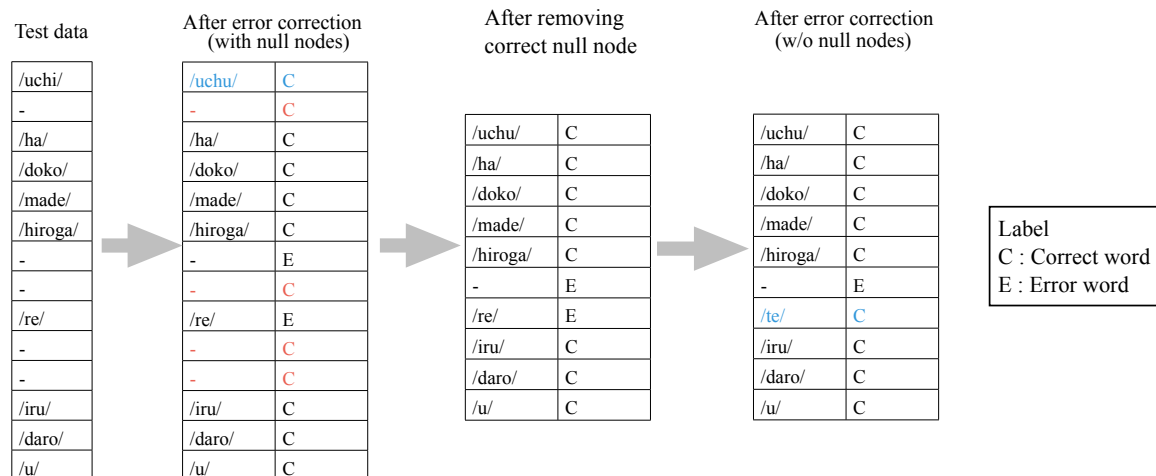 Test data
/uchi/
-
/ha/
/doko/
/made/
/hiroga/
-
-
/re/
-
-
/iru/
/daro/
/u/
After error correction
(with null nodes)
/uchu/ C
- C
/ha/ C
/doko/ C
/made/ C
/hiroga/ C
- E
- C
/re/ E
- C
- C
/iru/ C
/daro/ C
/u/ C
After removing
correct null node
/uchu/ C
/ha/ C
/doko/ C
/made/ C
/hiroga/ C
- E
/re/ E
/iru/ C
/daro/ C
/u/ C
After error correction
(w/o null nodes)
/uchu/ C
/ha/ C
/doko/ C
/made/ C
/hiroga/ C
- E
/te/ C
/iru/ C
/daro/ C
/u/ C
Label
C : Correct word
E : Error word